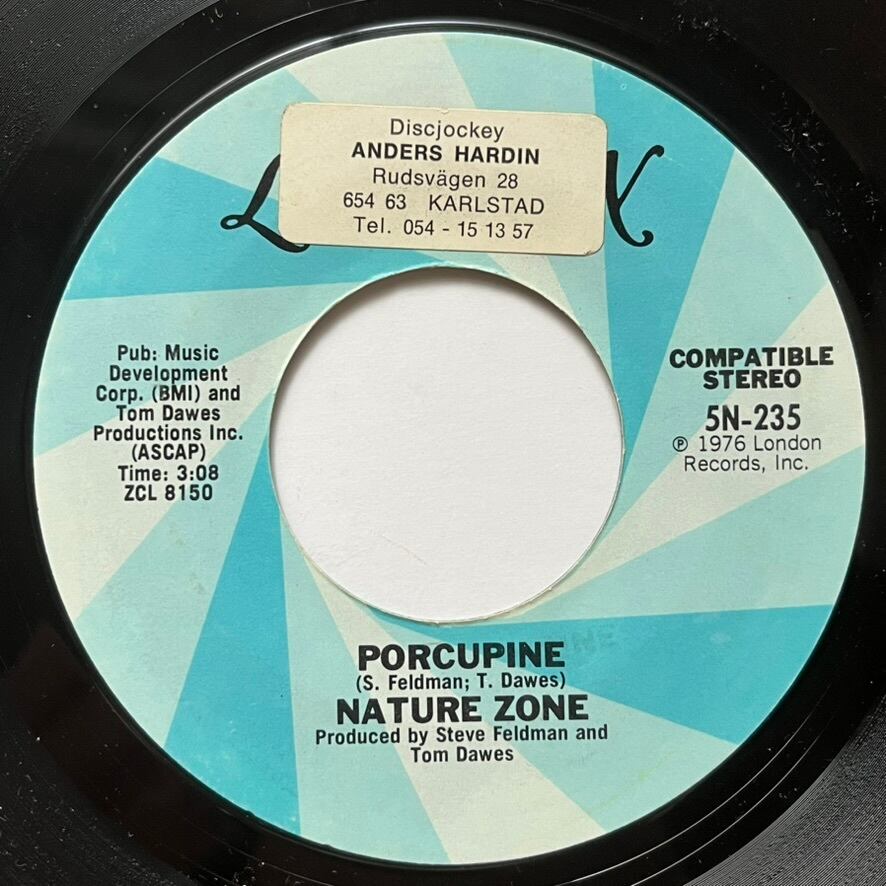 Discjockey
ANDERS HARDIN
Rudsvägen 28
654 63 KARLSTAD
Tel. 054 - 15 13 57
Pub: Music
Development
Corp. (BMI) and
Tom Dawes
Productions Inc.
(ASCAP)
Time: 3:08
ZCL 8150
COMPATIBLE
STEREO
5N-235
℗ 1976 London
Records, Inc.
PORCUPINE
(S. Feldman; T. Dawes)
NATURE ZONE
Produced by Steve Feldman and
Tom Dawes